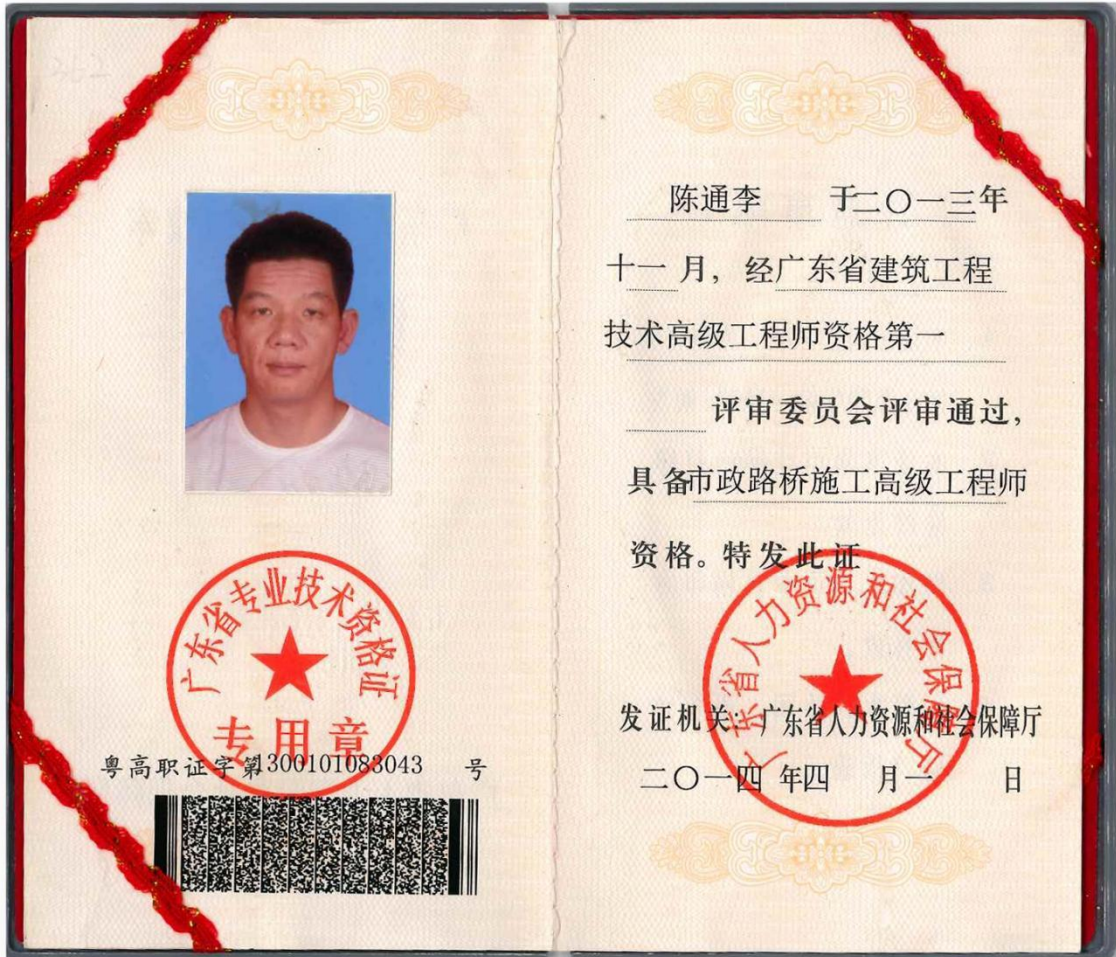 352
广东省专业技术资格证
专用章
粤高职证字第1300101083043 号
陈通李 于二〇一三年
十一月，经广东省建筑工程
技术高级工程师资格第一
评审委员会评审通过，
具备市政路桥施工高级工程师
资格。特发此证
广东省人力资源和社会保障厅
发证机关：广东省人力资源和社会保障厅
二〇一四年四月一日